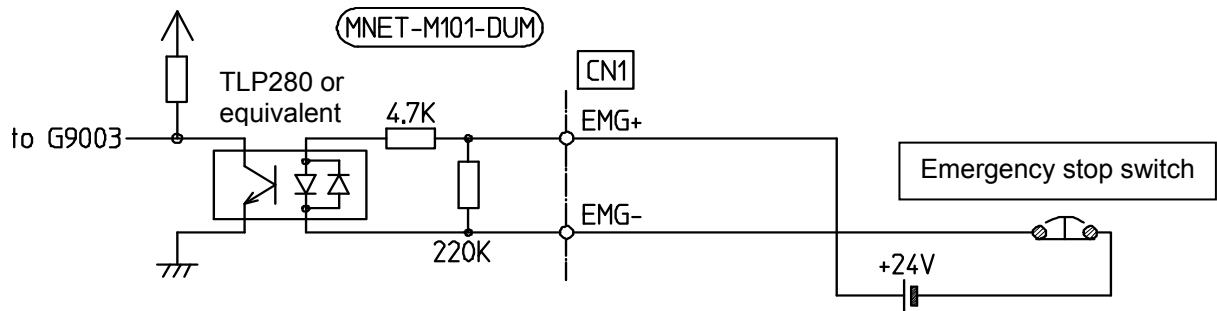 MNET-M101-DUM
CN1
TLP280 or
equivalent
4.7K
EMG+
to G9003
Emergency stop switch
EMG-
220K
+24V